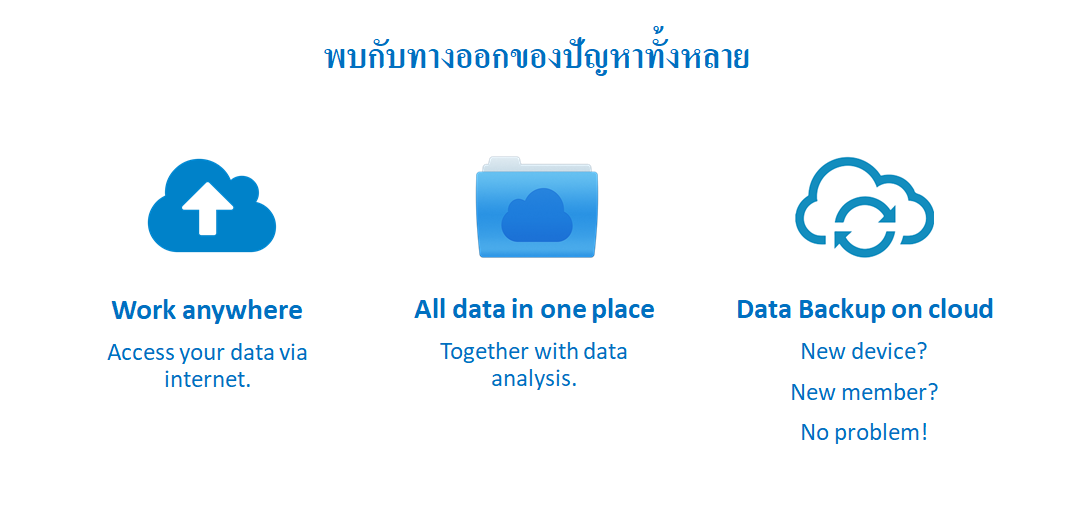 พบกับทางออกของปัญหาทั้งหลาย
Work anywhere
Access your data via
internet.
All data in one place
Together with data
analysis.
Data Backup on cloud
New device?
New member?
No problem!